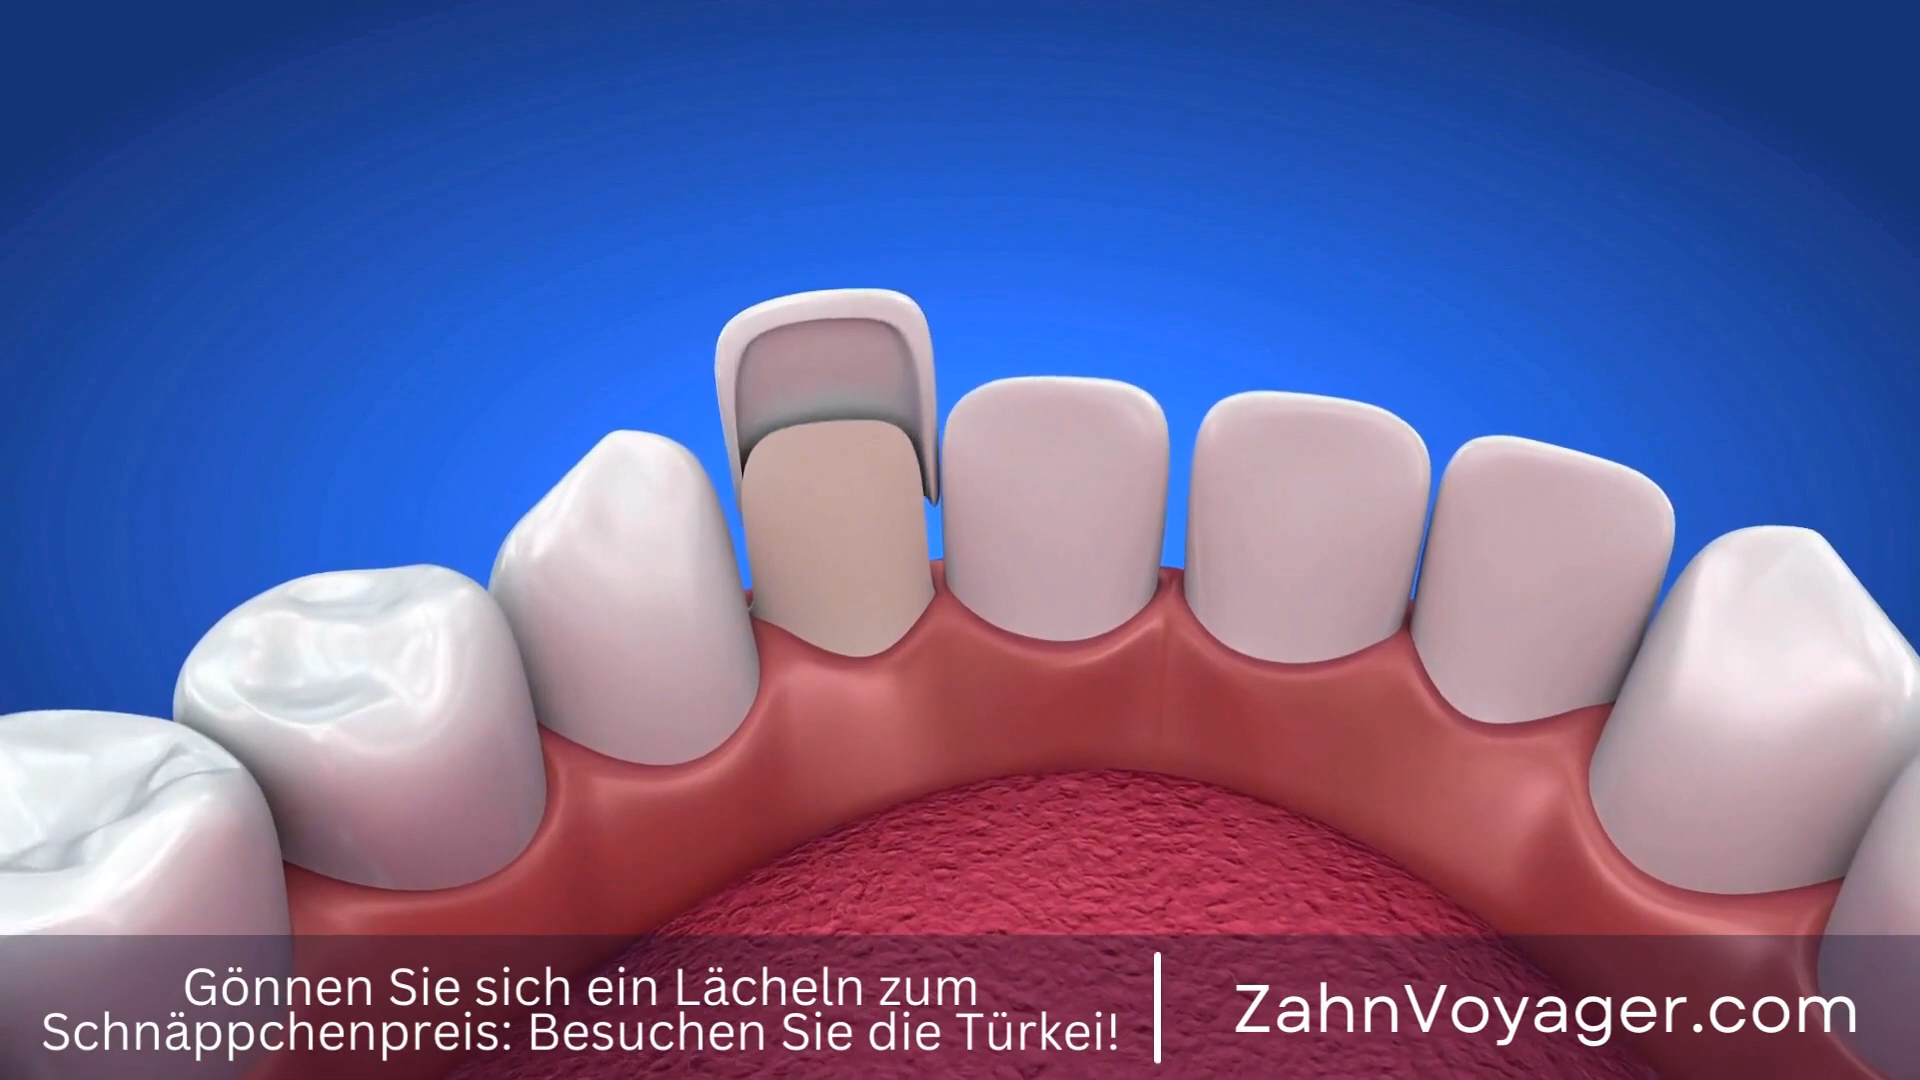 Gönnen Sie sich ein Lächeln zum
Schnäppchenpreis: Besuchen Sie die Türkei!
ZahnVoyager.com